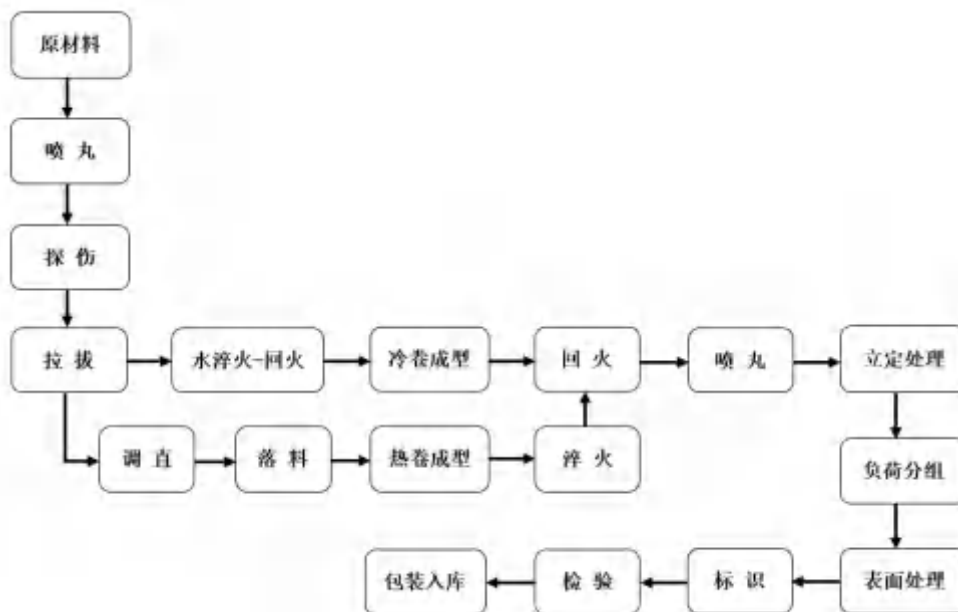 原材料
喷丸
探伤
拉拔
水淬火-回火
冷卷成型
回火
喷丸
立定处理
调直
落料
热卷成型
淬火
负荷分组
包装入库
检验
标识
表面处理